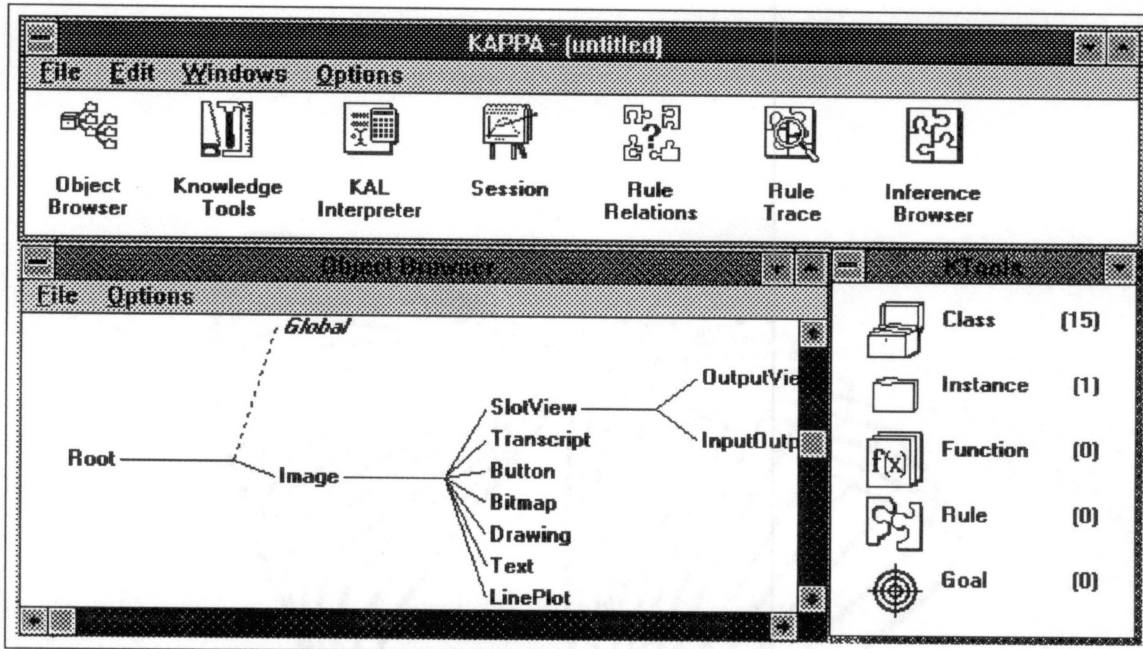 KAPPA - (untitled)
File Edit Windows Options
Object Browser
Knowledge Tools
KAL Interpreter
Session
Rule Relations
Rule Trace
Inference Browser
Object Browser
File Options
Global
Root
Image
SlotView
Transcript
Button
Bitmap
Drawing
Text
LinePlot
OutputVie
InputOutp
KTools
Class (15)
Instance (1)
f(x) Function (0)
Rule (0)
Goal (0)